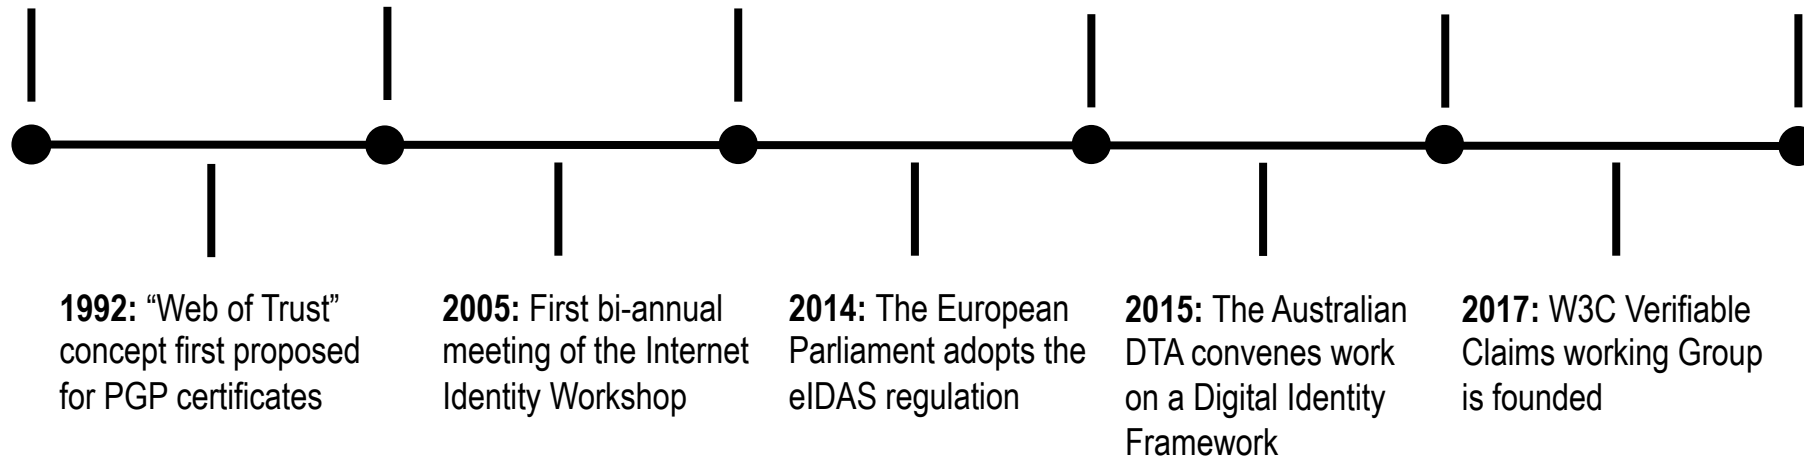 1992: “Web of Trust”
concept first proposed
for PGP certificates
2005: First bi-annual
meeting of the Internet
Identity Workshop
2014: The European
Parliament adopts the
eIDAS regulation
2015: The Australian
DTA convenes work
on a Digital Identity
Framework
2017: W3C Verifiable
Claims working Group
is founded